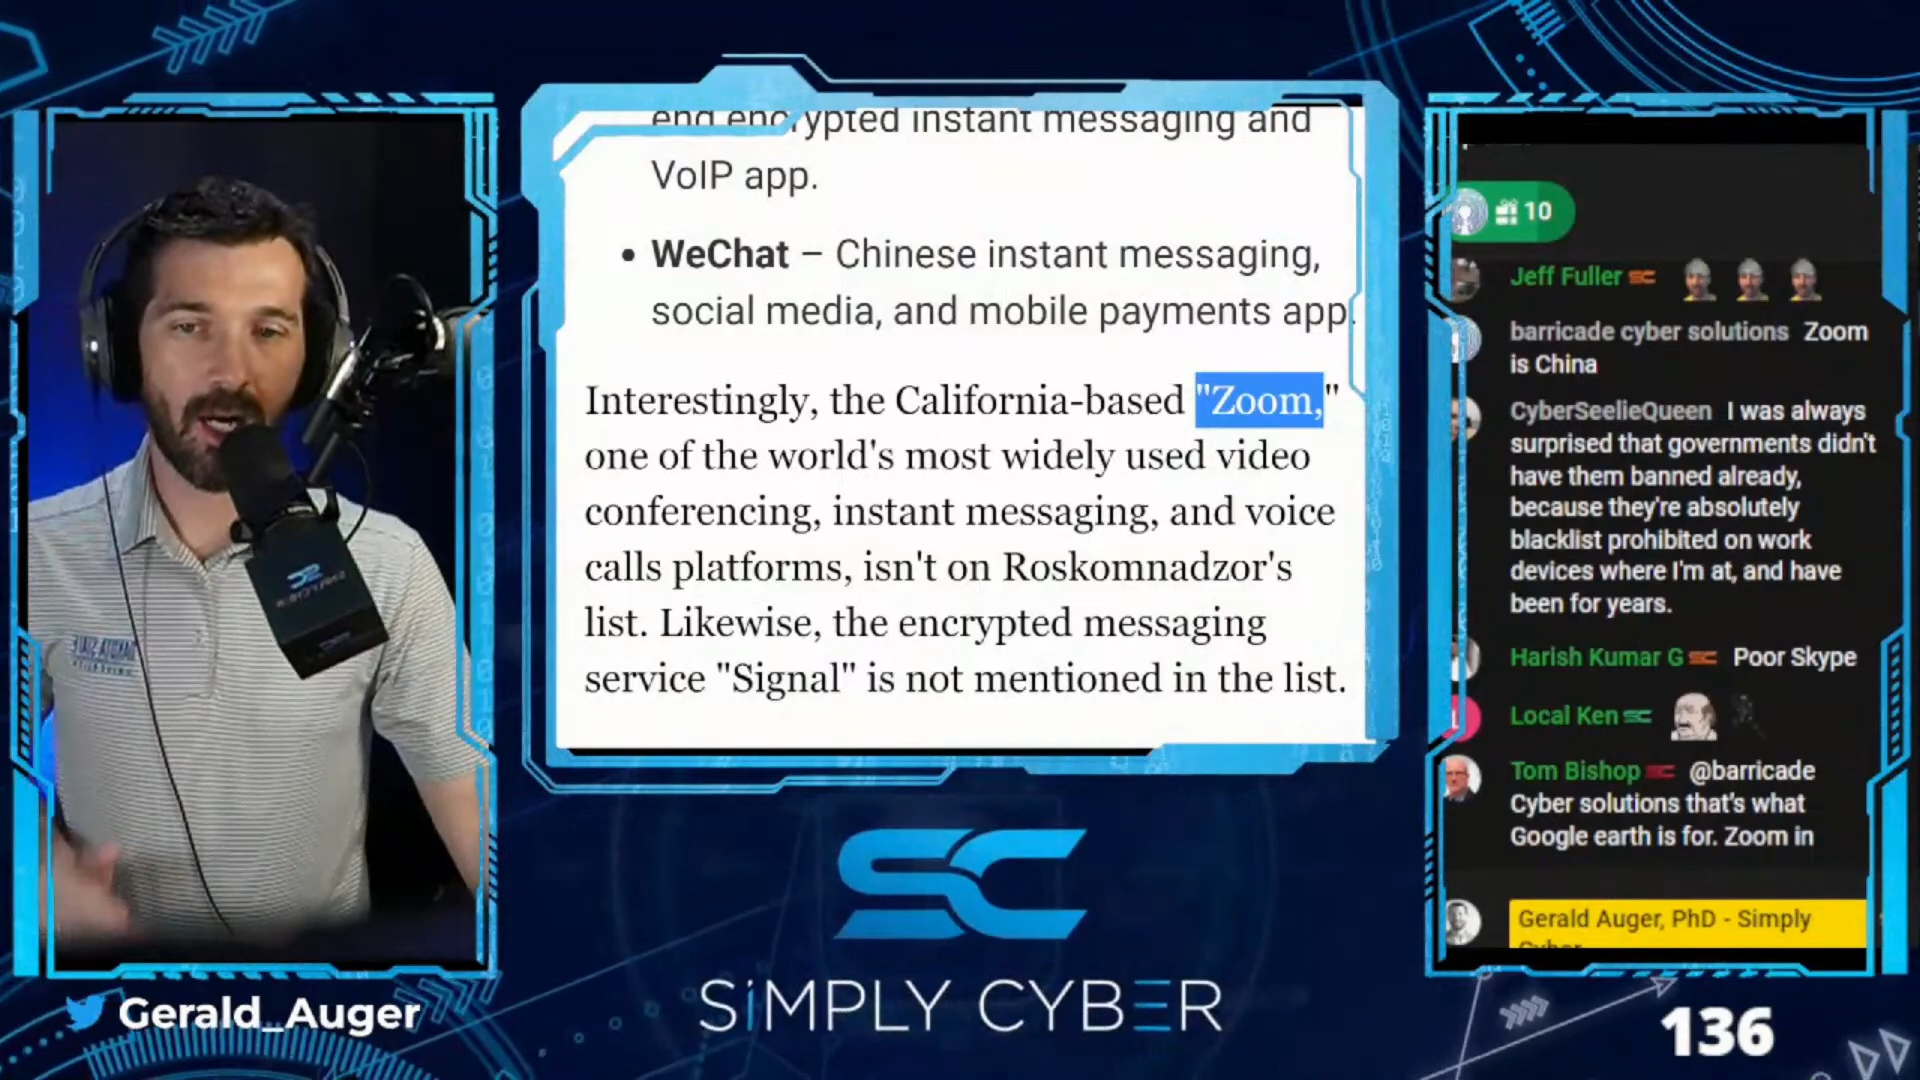 end encrypted instant messaging and
VoIP app.
• WeChat – Chinese instant messaging,
social media, and mobile payments app.
Interestingly, the California-based "Zoom,"
one of the world's most widely used video
conferencing, instant messaging, and voice
calls platforms, isn't on Roskomnadzor's
list. Likewise, the encrypted messaging
service "Signal" is not mentioned in the list.
10
Jeff Fuller
barricade cyber solutions Zoom
is China
CyberSeelieQueen I was always
surprised that governments didn't
have them banned already,
because they're absolutely
blacklist prohibited on work
devices where I'm at, and have
been for years.
Harish Kumar G Poor Skype
Local Ken
Tom Bishop @barricade
Cyber solutions that's what
Google earth is for. Zoom in
Gerald Auger, PhD - Simply
Cyber
SC
SiMPLY CYBER
Gerald_Auger
136